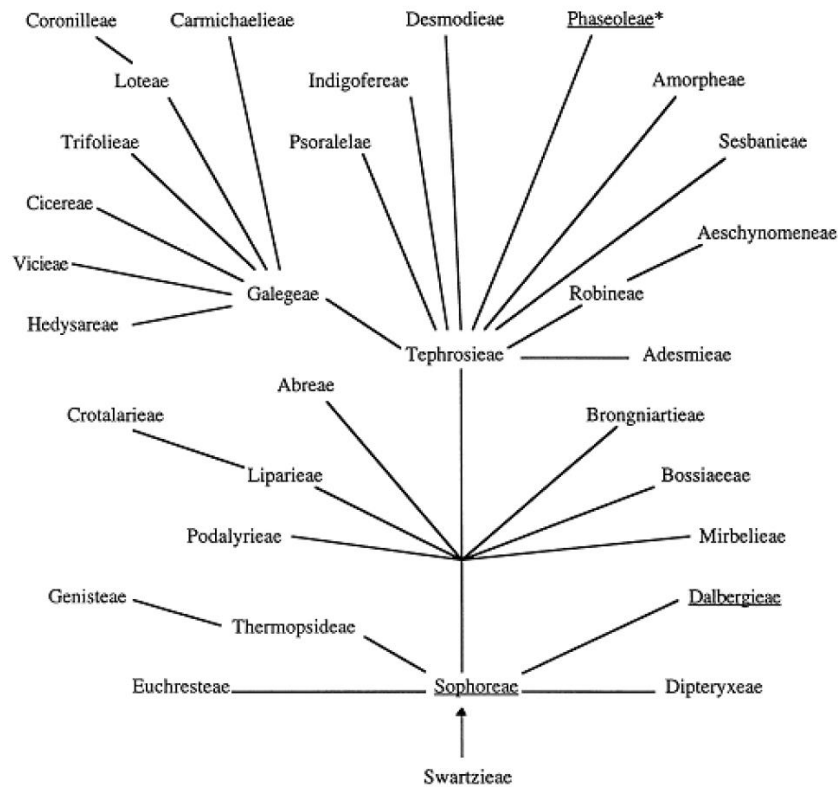 Coronilleae
Carmichaelieae
Desmodieae
Phaseoleae*
Loteae
Indigofereae
Amorpheae
Trifolieae
Psoralelae
Sesbanieae
Cicereae
Aeschynomeneae
Vicieae
Galegeae
Robineae
Hedysareae
Tephrosieae
Adesmieae
Abreae
Crotalarieae
Brongniartieae
Liparieae
Bossiaeeae
Podalyrieae
Mirbelieae
Genisteae
Dalbergieae
Thermopsideae
Euchresteae
Sophoreae
Dipteryxeae
Swartzieae